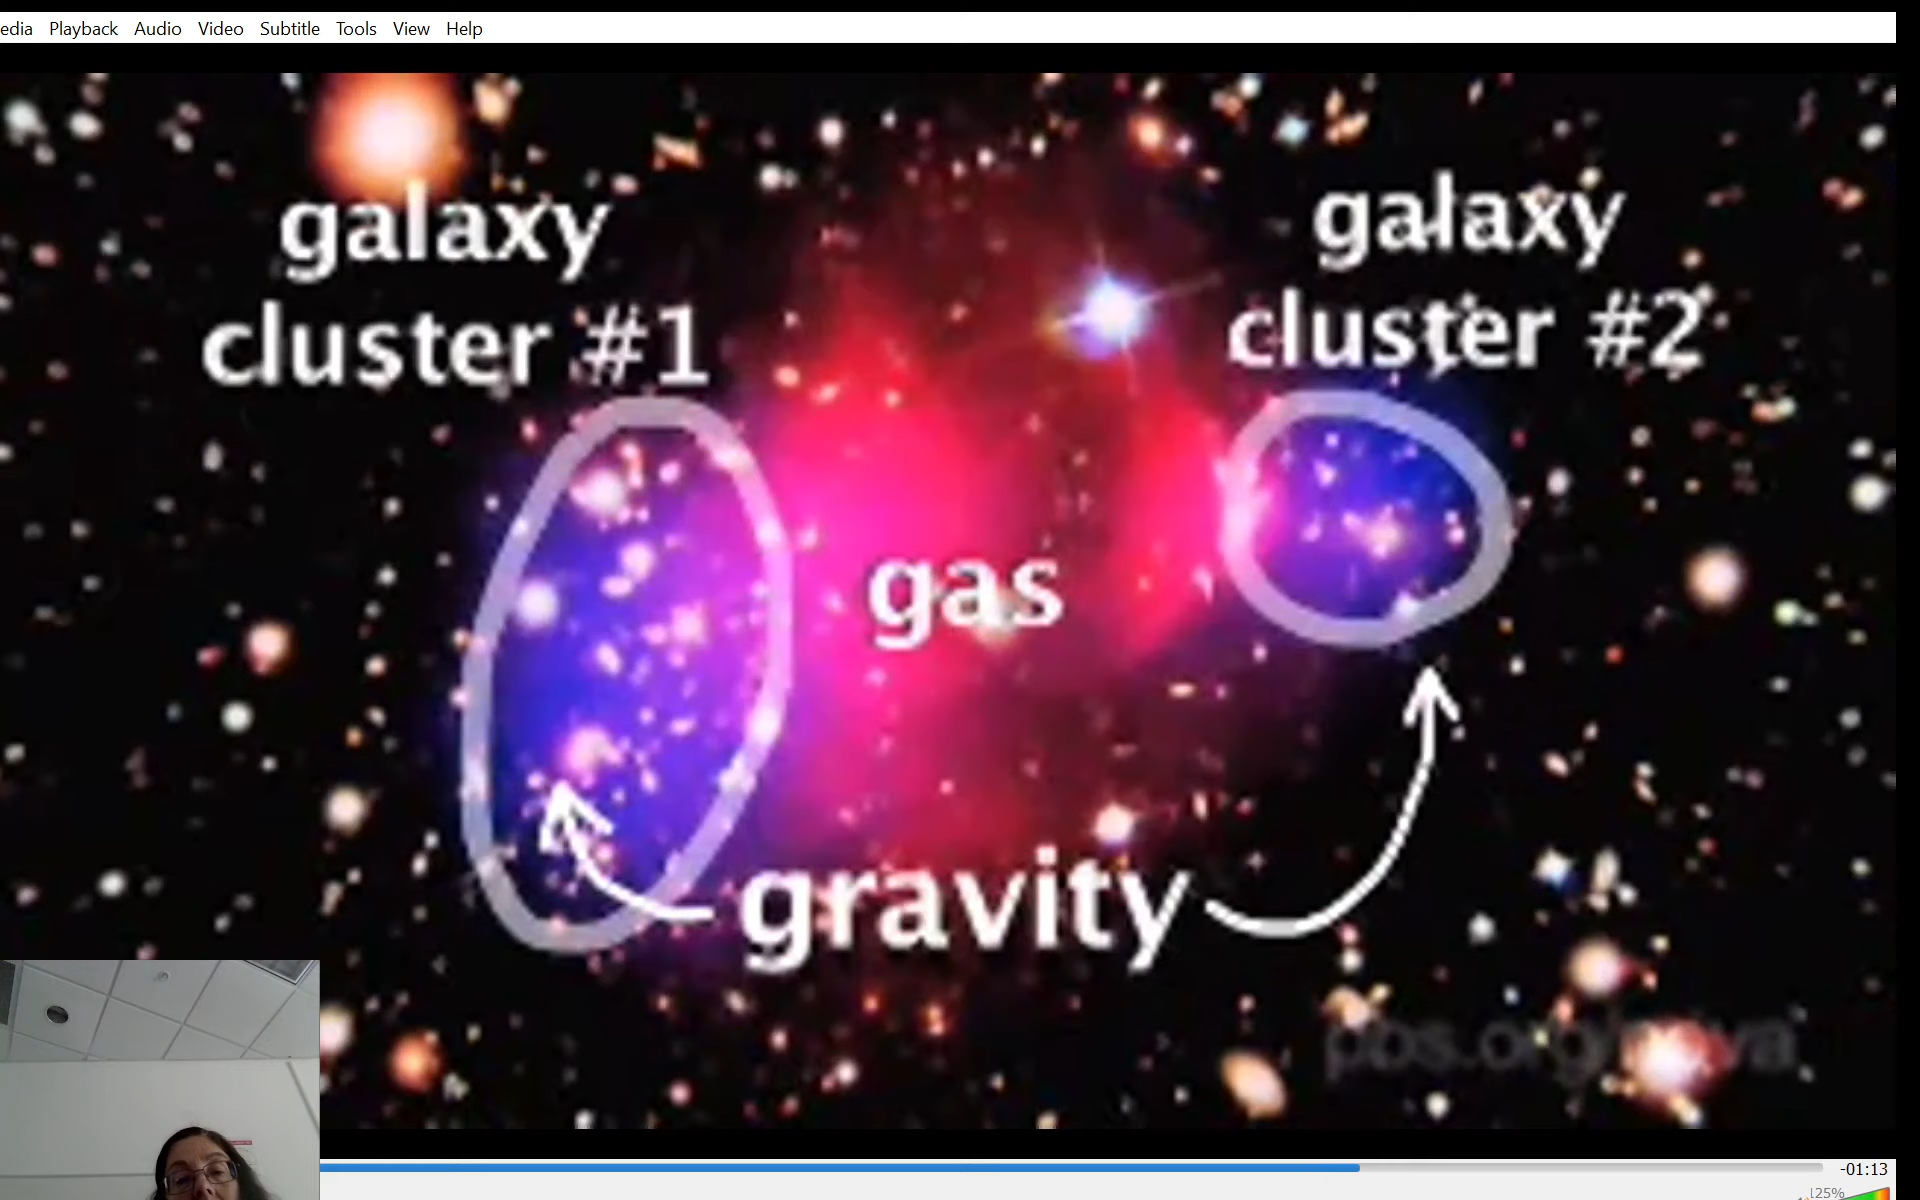 edia Playback Audio Video Subtitle Tools View Help
galaxy
cluster #1
galaxy
cluster #2
gas
gravity
pbs.org/nova
-01:13
125%